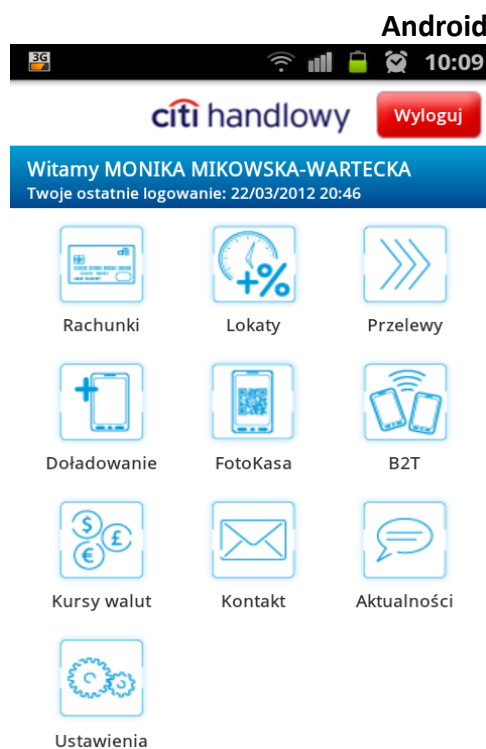 Android
3G
10:09
citi handlowy
Wyloguj
Witamy MONIKA MIKOWSKA-WARTECKA
Twoje ostatnie logowanie: 22/03/2012 20:46
+%
Rachunki
Lokaty
Przelewy
Doładowanie
FotoKasa
B2T
$
£
€
Kursy walut
Kontakt
Aktualności
Ustawienia